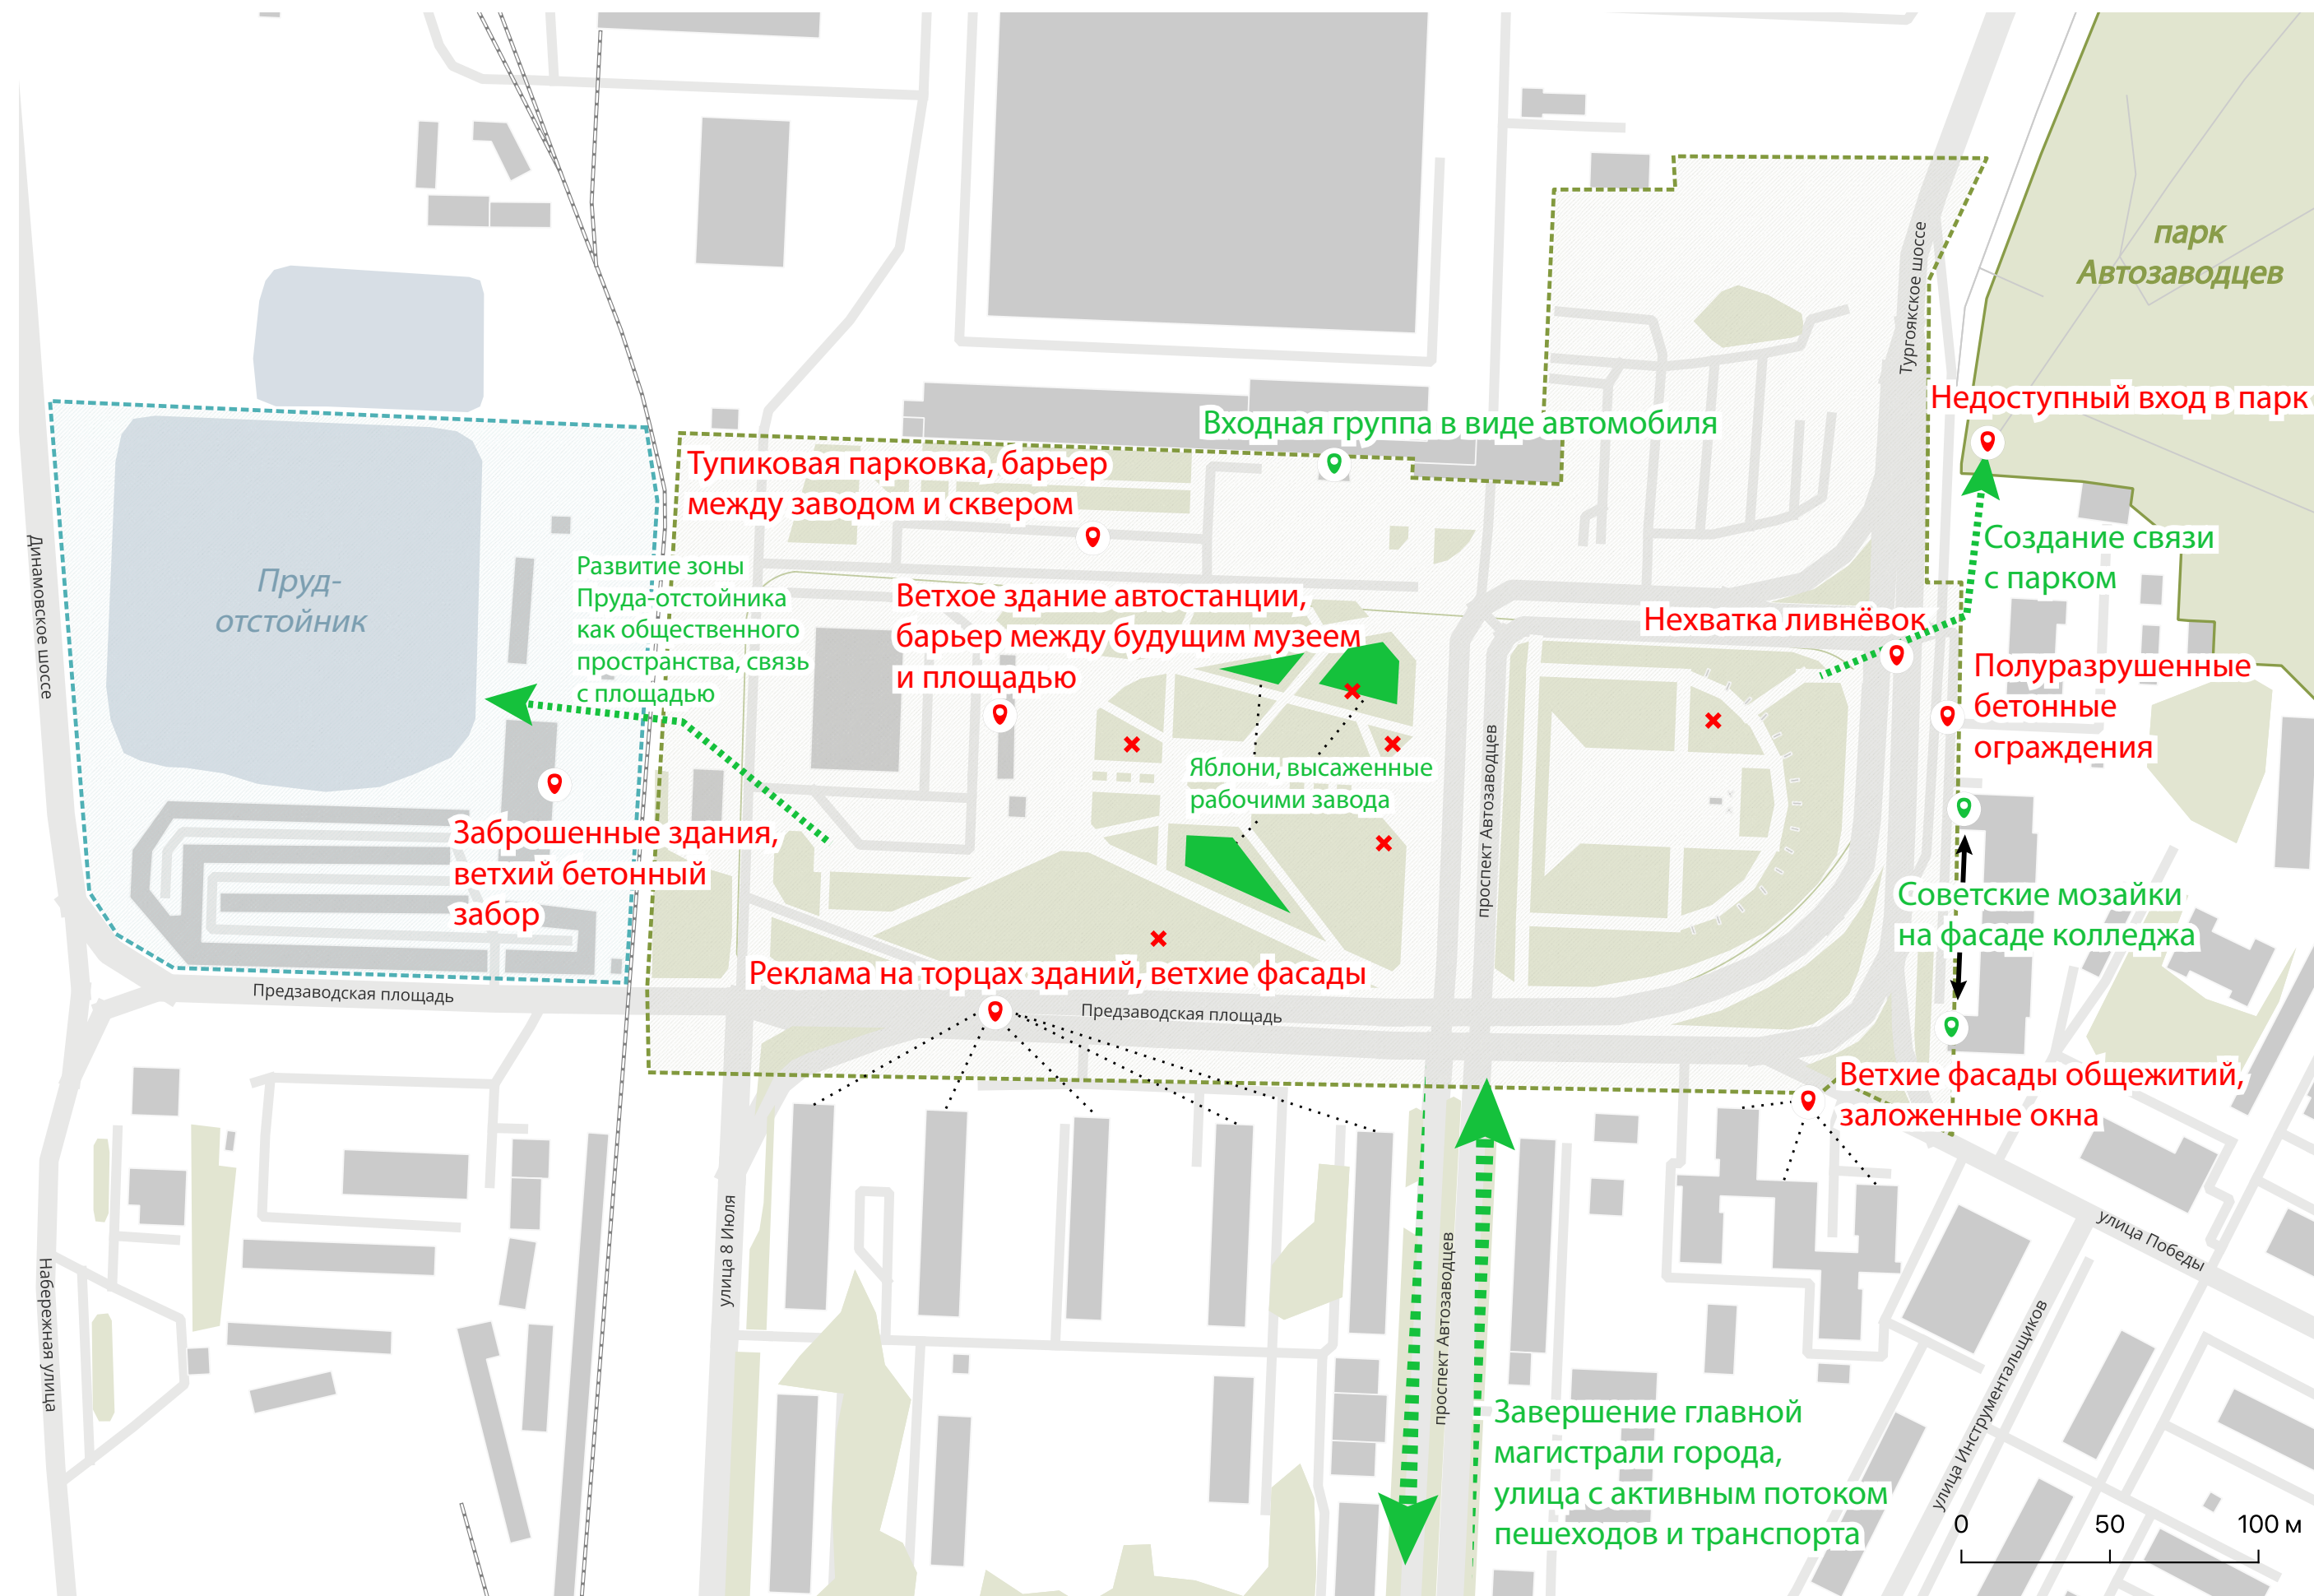 парк
Автозаводцев
Тургоякское шоссе
Недоступный вход в парк
Входная группа в виде автомобиля
Тупиковая парковка, барьер
между заводом и сквером
Создание связи
с парком
Динамовское шоссе
Пруд-
отстойник
Развитие зоны
Пруда-отстойника
как общественного
пространства, связь
с площадью
Ветхое здание автостанции,
барьер между будущим музеем
и площадью
Нехватка ливнёвок
Полуразрушенные
бетонные
ограждения
Яблони, высаженные
рабочими завода
проспект Автозаводцев
Заброшенные здания,
ветхий бетонный
забор
Советские мозайки
на фасаде колледжа
Реклама на торцах зданий, ветхие фасады
Предзаводская площадь
Предзаводская площадь
Ветхие фасады общежитий,
заложенные окна
улица 8 Июля
проспект Автозаводцев
улица Победы
Набережная улица
улица Инструментальщиков
Завершение главной
магистрали города,
улица с активным потоком
пешеходов и транспорта
0 50 100 м